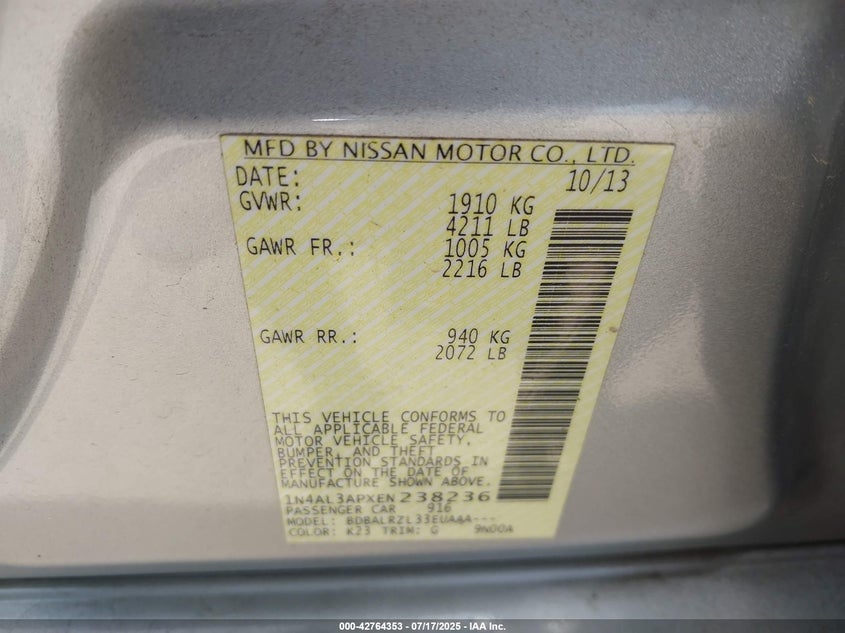 MFD BY NISSAN MOTOR CO., LTD.
DATE: 10/13
GVWR: 1910 KG
4211 LB
GAWR FR.: 1005 KG
2216 LB
GAWR RR.: 940 KG
2072 LB
THIS VEHICLE CONFORMS TO
ALL APPLICABLE FEDERAL
MOTOR VEHICLE SAFETY,
BUMPER, AND THEFT
PREVENTION STANDARDS IN
EFFECT ON THE DATE OF
MANUFACTURE SHOWN ABOVE.
1N4AL3APXEN238236
PASSENGER CAR 916
MODEL: BDBALRZL33EUAAA---
COLOR: K23 TRIM: G 9N00A
000-42764353 - 07/17/2025 - IAA Inc.